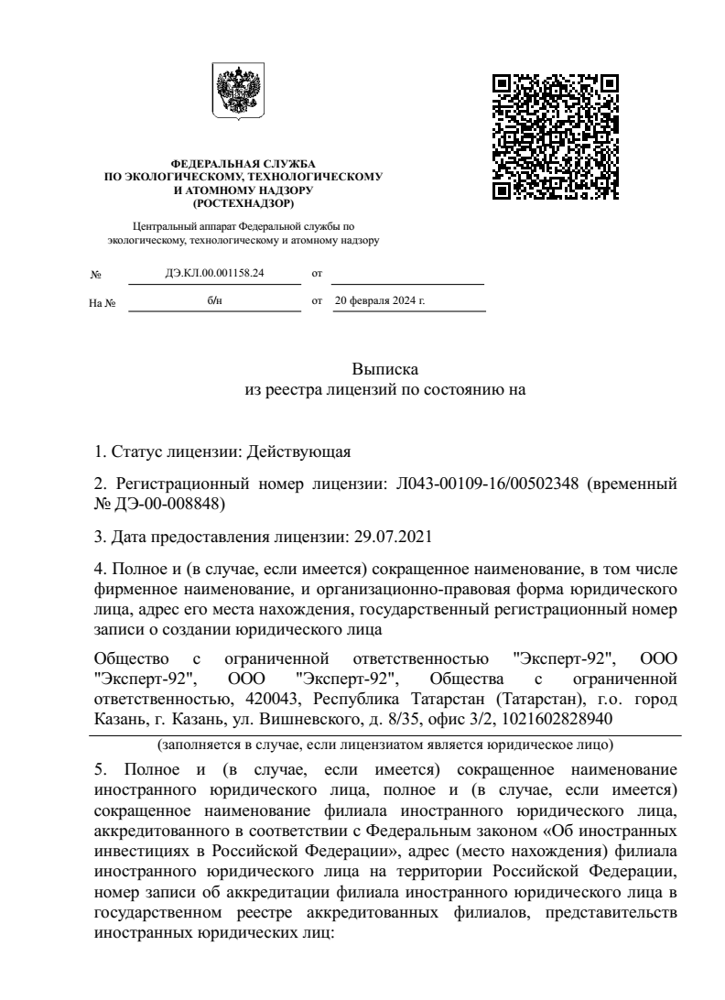 ФЕДЕРАЛЬНАЯ СЛУЖБА
ПО ЭКОЛОГИЧЕСКОМУ, ТЕХНОЛОГИЧЕСКОМУ
И АТОМНОМУ НАДЗОРУ
(РОСТЕХНАДЗОР)
Центральный аппарат Федеральной службы по
экологическому, технологическому и атомному надзору
№ ДЭ.КЛ.00.001158.24 от
На № б/н от 20 февраля 2024 г.
Выписка
из реестра лицензий по состоянию на
1. Статус лицензии: Действующая
2. Регистрационный номер лицензии: Л043-00109-16/00502348 (временный
№ ДЭ-00-008848)
3. Дата предоставления лицензии: 29.07.2021
4. Полное и (в случае, если имеется) сокращенное наименование, в том числе
фирменное наименование, и организационно-правовая форма юридического
лица, адрес его места нахождения, государственный регистрационный номер
записи о создании юридического лица
Общество с ограниченной ответственностью "Эксперт-92", ООО
"Эксперт-92", ООО "Эксперт-92", Общества с ограниченной
ответственностью, 420043, Республика Татарстан (Татарстан), г.о. город
Казань, г. Казань, ул. Вишневского, д. 8/35, офис 3/2, 1021602828940
(заполняется в случае, если лицензиатом является юридическое лицо)
5. Полное и (в случае, если имеется) сокращенное наименование
иностранного юридического лица, полное и (в случае, если имеется)
сокращенное наименование филиала иностранного юридического лица,
аккредитованного в соответствии с Федеральным законом «Об иностранных
инвестициях в Российской Федерации», адрес (место нахождения) филиала
иностранного юридического лица на территории Российской Федерации,
номер записи об аккредитации филиала иностранного юридического лица в
государственном реестре аккредитованных филиалов, представительств
иностранных юридических лиц: